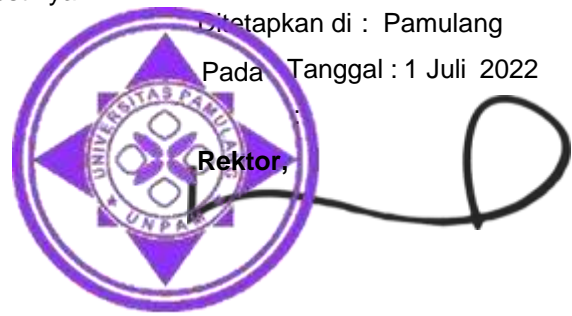 Ditetapkan di : Pamulang
Pada Tanggal : 1 Juli 2022
:
Rektor,
UNIVERSITAS PAMULANG
UNPAM